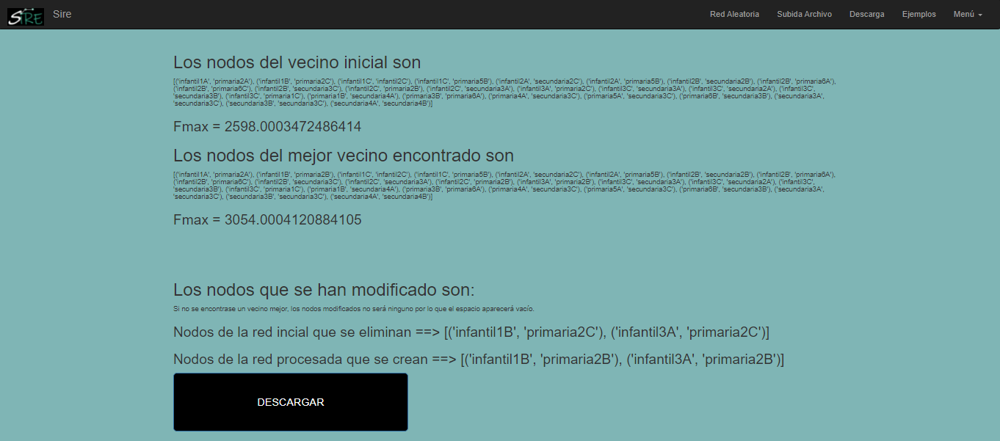 SIRE Sire Red Aleatoria Subida Archivo Descarga Ejemplos Menú
Los nodos del vecino inicial son
[('infantil1A', 'primaria2A'), ('infantil1B', 'primaria2C'), ('infantil1C', 'infantil2C'), ('infantil1C', 'primaria5B'), ('infantil2A', 'secundaria2C'), ('infantil2A', 'primaria5B'), ('infantil2B', 'secundaria2B'), ('infantil2B', 'primaria6A'),
('infantil2B', 'primaria6C'), ('infantil2B', 'secundaria3C'), ('infantil2C', 'primaria2B'), ('infantil2C', 'secundaria3A'), ('infantil3A', 'primaria2C'), ('infantil3C', 'secundaria3A'), ('infantil3C', 'secundaria2A'), ('infantil3C',
'secundaria3B'), ('infantil3C', 'primaria1C'), ('primaria1B', 'secundaria4A'), ('primaria3B', 'primaria6A'), ('primaria4A', 'secundaria3C'), ('primaria5A', 'secundaria3C'), ('primaria6B', 'secundaria3B'), ('secundaria3A',
'secundaria3C'), ('secundaria3B', 'secundaria3C'), ('secundaria4A', 'secundaria4B')]
Fmax = 2598.0003472486414
Los nodos del mejor vecino encontrado son
[('infantil1A', 'primaria2A'), ('infantil1B', 'primaria2B'), ('infantil1C', 'infantil2C'), ('infantil1C', 'primaria5B'), ('infantil2A', 'secundaria2C'), ('infantil2A', 'primaria5B'), ('infantil2B', 'secundaria2B'), ('infantil2B', 'primaria6A'),
('infantil2B', 'primaria6C'), ('infantil2B', 'secundaria3C'), ('infantil2C', 'secundaria3A'), ('infantil2C', 'primaria2B'), ('infantil3A', 'primaria2B'), ('infantil3C', 'secundaria3A'), ('infantil3C', 'secundaria2A'), ('infantil3C',
'secundaria3B'), ('infantil3C', 'primaria1C'), ('primaria1B', 'secundaria4A'), ('primaria3B', 'primaria6A'), ('primaria4A', 'secundaria3C'), ('primaria5A', 'secundaria3C'), ('primaria6B', 'secundaria3B'), ('secundaria3A',
'secundaria3C'), ('secundaria3B', 'secundaria3C'), ('secundaria4A', 'secundaria4B')]
Fmax = 3054.0004120884105
Los nodos que se han modificado son:
Si no se encontrase un vecino mejor, los nodos modificados no será ninguno por lo que el espacio aparecerá vacío.
Nodos de la red incial que se eliminan ==> [('infantil1B', 'primaria2C'), ('infantil3A', 'primaria2C')]
Nodos de la red procesada que se crean ==> [('infantil1B', 'primaria2B'), ('infantil3A', 'primaria2B')]
DESCARGAR